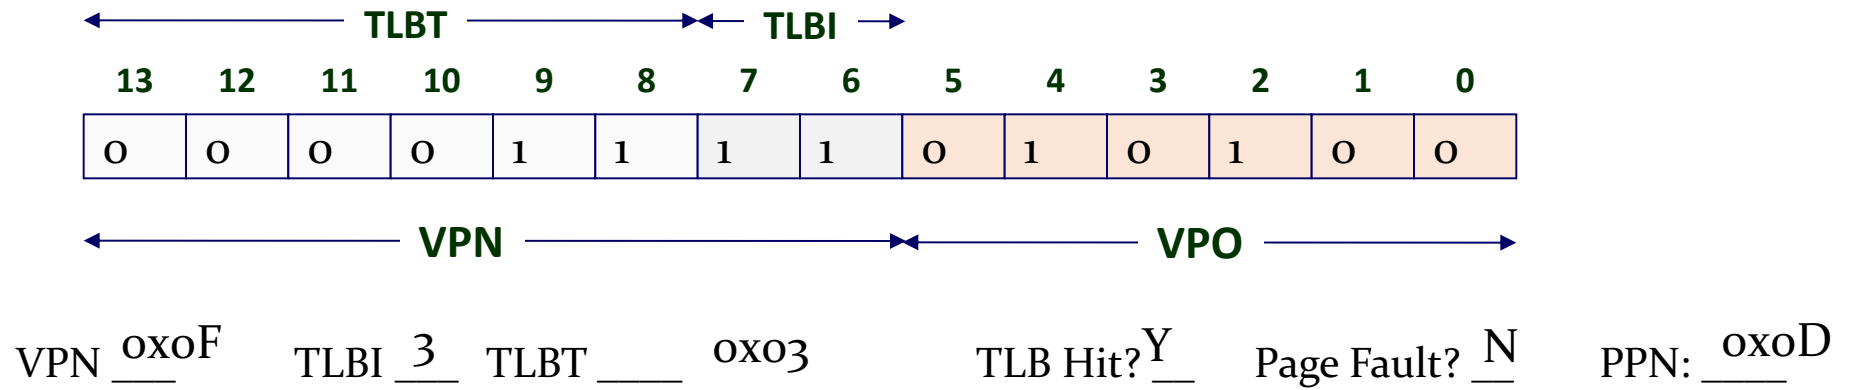 TLBT TLBI
13 12 11 10 9 8 7 6 5 4 3 2 1 0
0 0 0 0 1 1 1 1 0 1 0 1 0 0
VPN VPO
VPN 0x0F TLBI 3 TLBT ____ 0x03 TLB Hit? Y Page Fault? N PPN: 0x0D